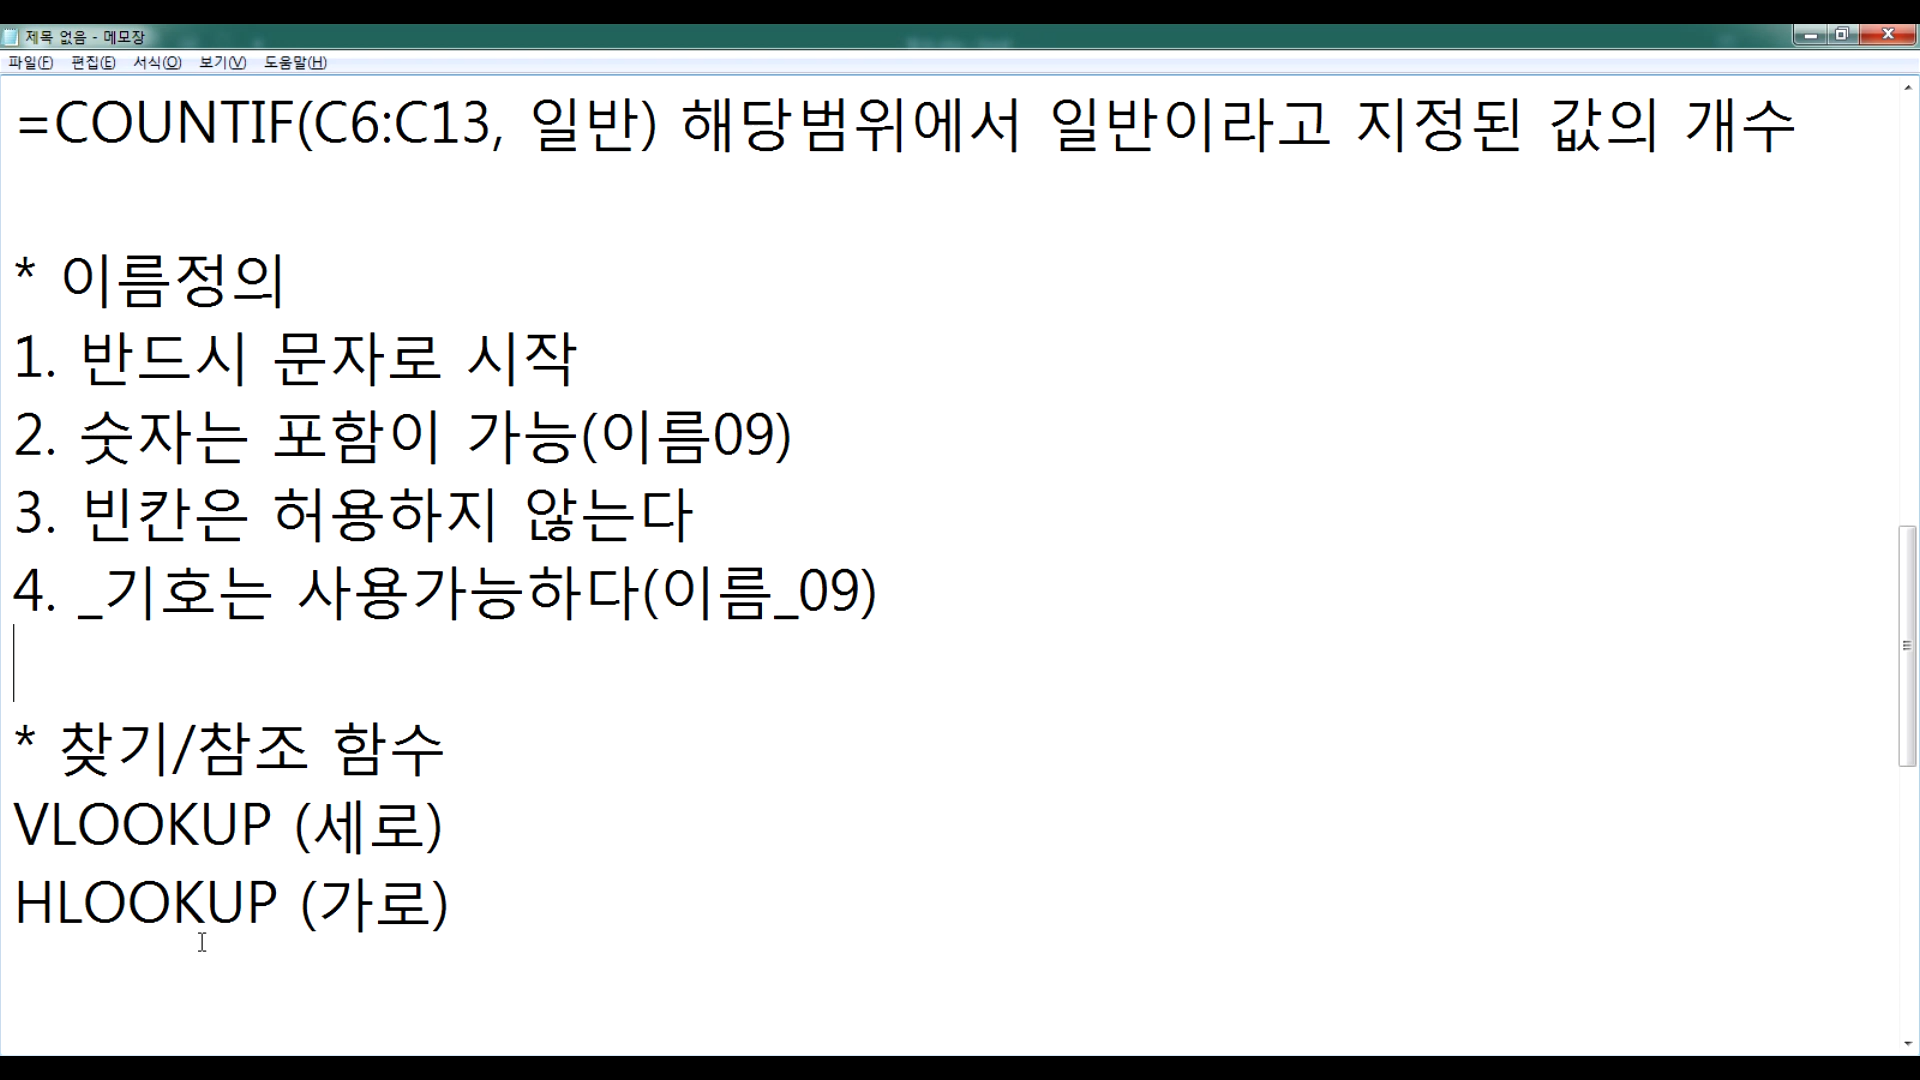 제목 없음 - 메모장
파일(F) 편집(E) 서식(O) 보기(V) 도움말(H)
=COUNTIF(C6:C13, 일반) 해당범위에서 일반이라고 지정된 값의 개수
* 이름정의
1. 반드시 문자로 시작
2. 숫자는 포함이 가능(이름09)
3. 빈칸은 허용하지 않는다
4. _기호는 사용가능하다(이름_09)
* 찾기/참조 함수
VLOOKUP (세로)
HLOOKUP (가로)